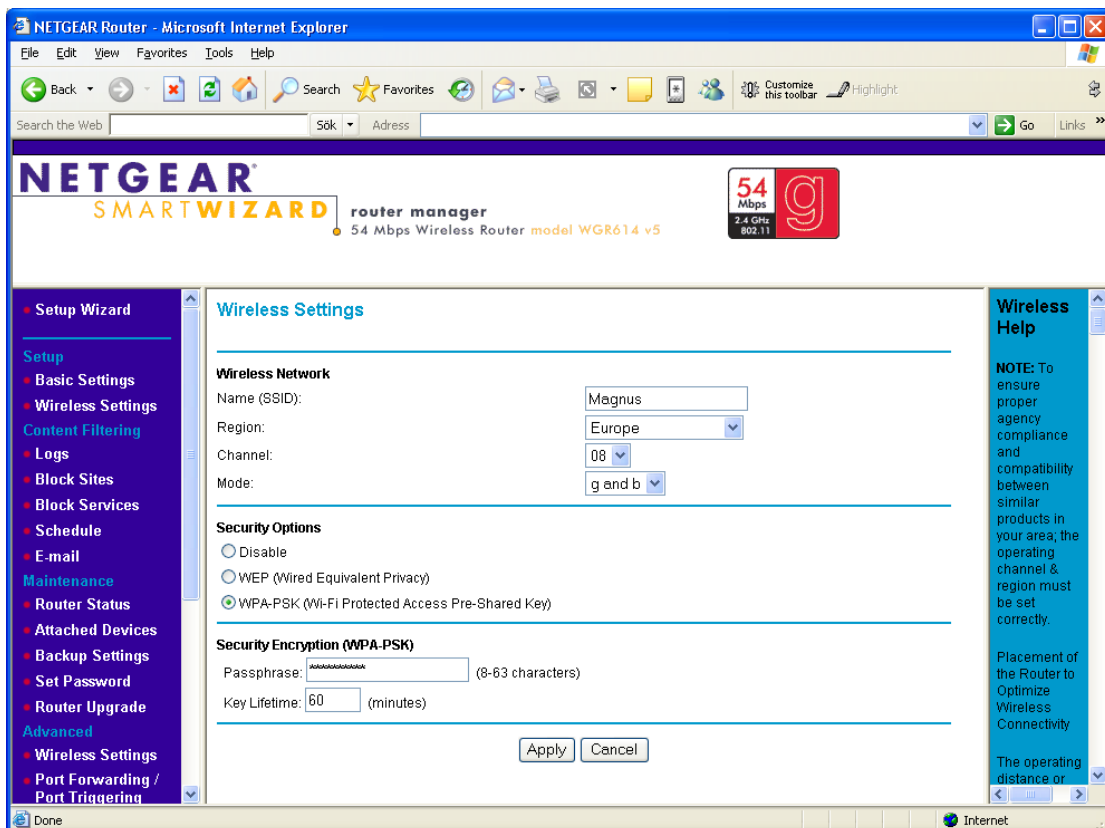 NETGEAR Router - Microsoft Internet Explorer
File Edit View Favorites Tools Help
Back Search Favorites Customize this toolbar Highlight
Search the Web Sök Adress Go Links »
NETGEAR®
SMARTWIZARD router manager
54 Mbps Wireless Router model WGR614 v5
54 Mbps 2.4 GHz 802.11 g
Setup Wizard
Setup
Basic Settings
Wireless Settings
Content Filtering
Logs
Block Sites
Block Services
Schedule
E-mail
Maintenance
Router Status
Attached Devices
Backup Settings
Set Password
Router Upgrade
Advanced
Wireless Settings
Port Forwarding /
Port Triggering
Wireless Settings
Wireless Network
Name (SSID): Magnus
Region: Europe
Channel: 08
Mode: g and b
Security Options
Disable
WEP (Wired Equivalent Privacy)
WPA-PSK (Wi-Fi Protected Access Pre-Shared Key)
Security Encryption (WPA-PSK)
Passphrase: *********** (8-63 characters)
Key Lifetime: 60 (minutes)
Apply Cancel
Wireless
Help
NOTE: To
ensure
proper
agency
compliance
and
compatibility
between
similar
products in
your area; the
operating
channel &
region must
be set
correctly.
Placement of
the Router to
Optimize
Wireless
Connectivity
The operating
distance or
Done Internet